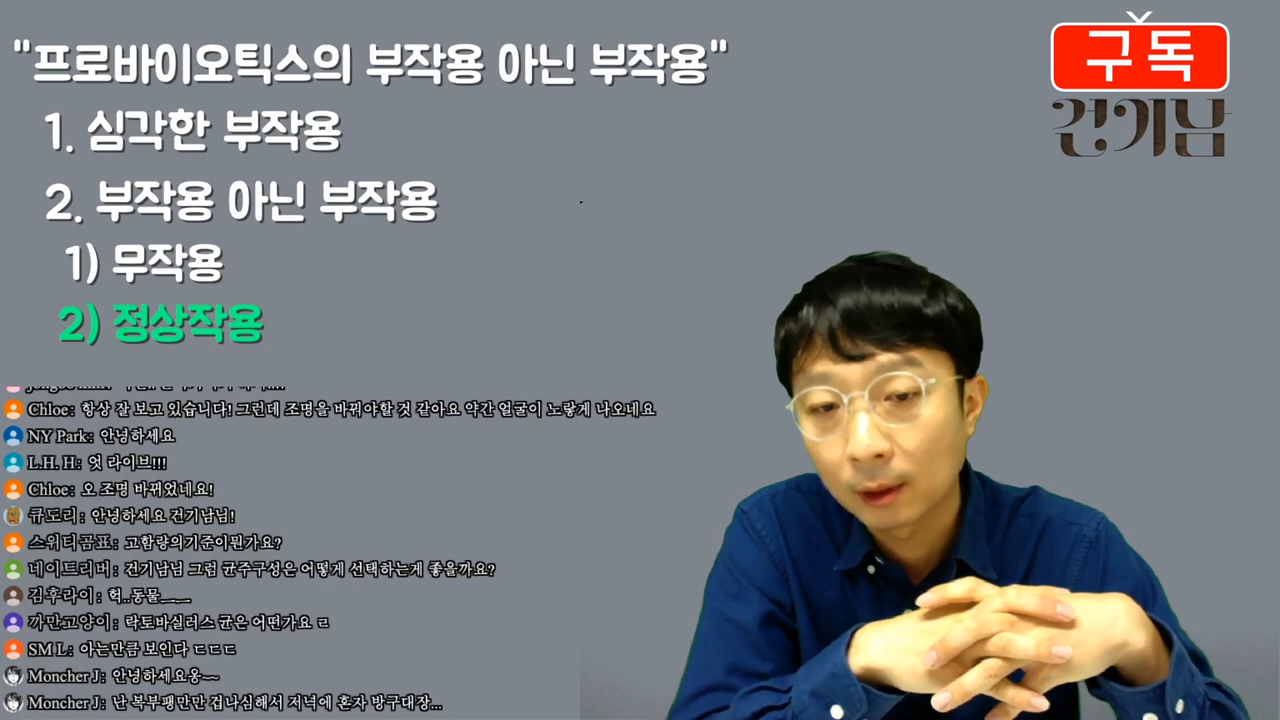 "프로바이오틱스의 부작용 아닌 부작용"
1. 심각한 부작용
2. 부작용 아닌 부작용
1) 무작용
2) 정상작용
구독
건기남
Chloe: 항상 잘 보고 있습니다! 그런데 조명을 바꿔야할 것 같아요 약간 얼굴이 노랗게 나오네요
NY Park: 안녕하세요
L.H. H: 엇 라이브!!!
Chloe: 오 조명 바뀌었네요!
큐도리: 안녕하세요 건기남님!
스위티곰표: 고함량의기준이뭔가요?
네이트리버: 건기남님 그럼 균주구성은 어떻게 선택하는게 좋을까요?
김후라이: 헉..동물ㅡㅡ
까만고양이: 락토바실러스 균은 어떤가요 ㄹ
SM L: 아는만큼 보인다 ㄷㄷㄷ
Moncher J: 안녕하세요옹~~
Moncher J: 난 복부팽만만 겁나심해서 저녁에 혼자 방구대장...